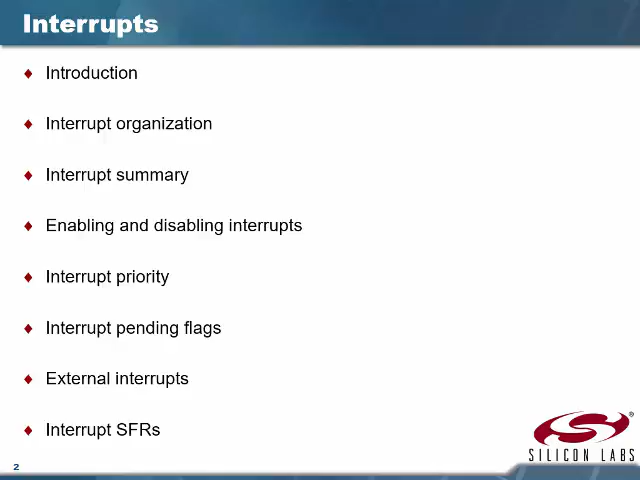 Interrupts
♦ Introduction
♦ Interrupt organization
♦ Interrupt summary
♦ Enabling and disabling interrupts
♦ Interrupt priority
♦ Interrupt pending flags
♦ External interrupts
♦ Interrupt SFRs
®
SILICON LABS
2